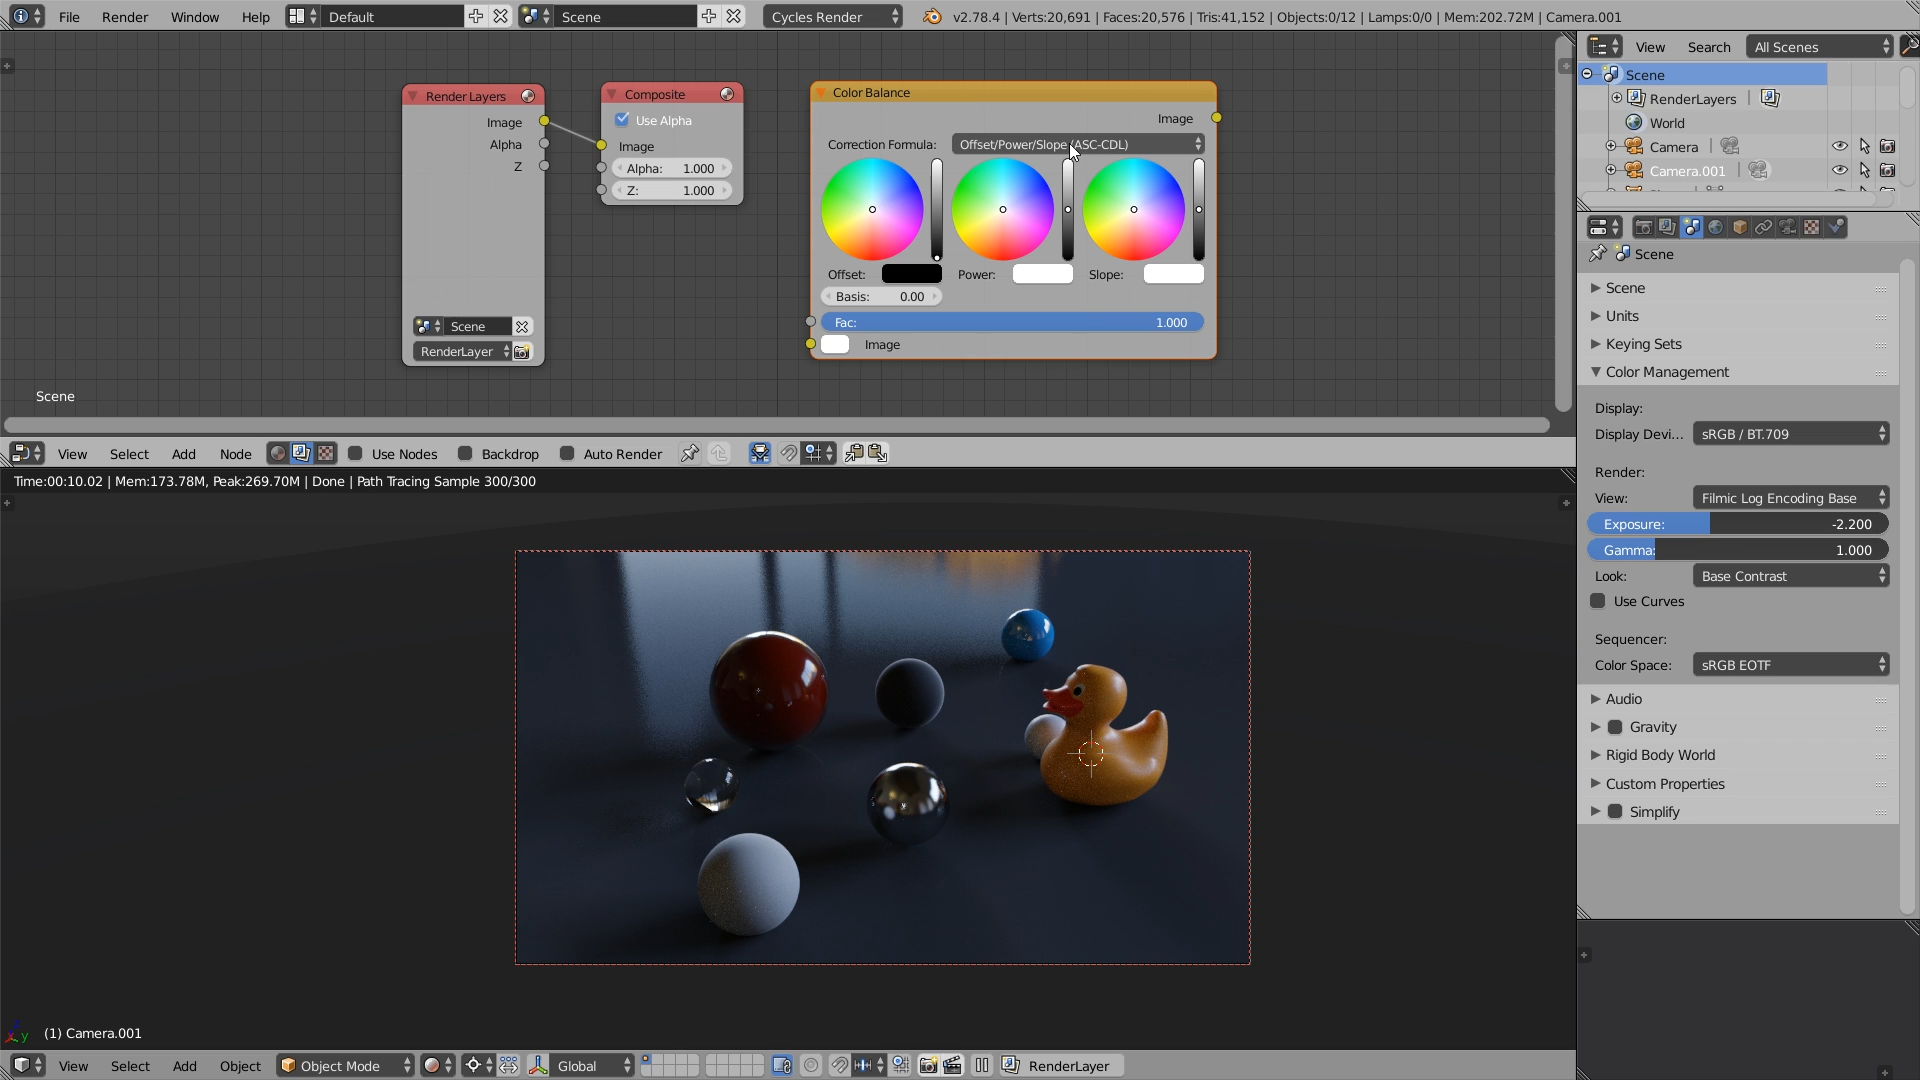 File Render Window Help Default Scene Cycles Render v2.78.4 | Verts:20,691 | Faces:20,576 | Tris:41,152 | Objects:0/12 | Lamps:0/0 | Mem:202.72M | Camera.001
View Search All Scenes
Scene
RenderLayers
World
Camera
Camera.001
Render Layers
Image
Alpha
Z
Scene
RenderLayer
Composite
Use Alpha
Image
Alpha: 1.000
Z: 1.000
Color Balance
Image
Correction Formula: Offset/Power/Slope (ASC-CDL)
Offset: Power: Slope:
Basis: 0.00
Fac: 1.000
Image
Scene
View Select Add Node Use Nodes Backdrop Auto Render
Time:00:10.02 | Mem:173.78M, Peak:269.70M | Done | Path Tracing Sample 300/300
(1) Camera.001
View Select Add Object Object Mode Global RenderLayer
Scene
Scene
Units
Keying Sets
Color Management
Display:
Display Devi... sRGB / BT.709
Render:
View: Filmic Log Encoding Base
Exposure: -2.200
Gamma: 1.000
Look: Base Contrast
Use Curves
Sequencer:
Color Space: sRGB EOTF
Audio
Gravity
Rigid Body World
Custom Properties
Simplify